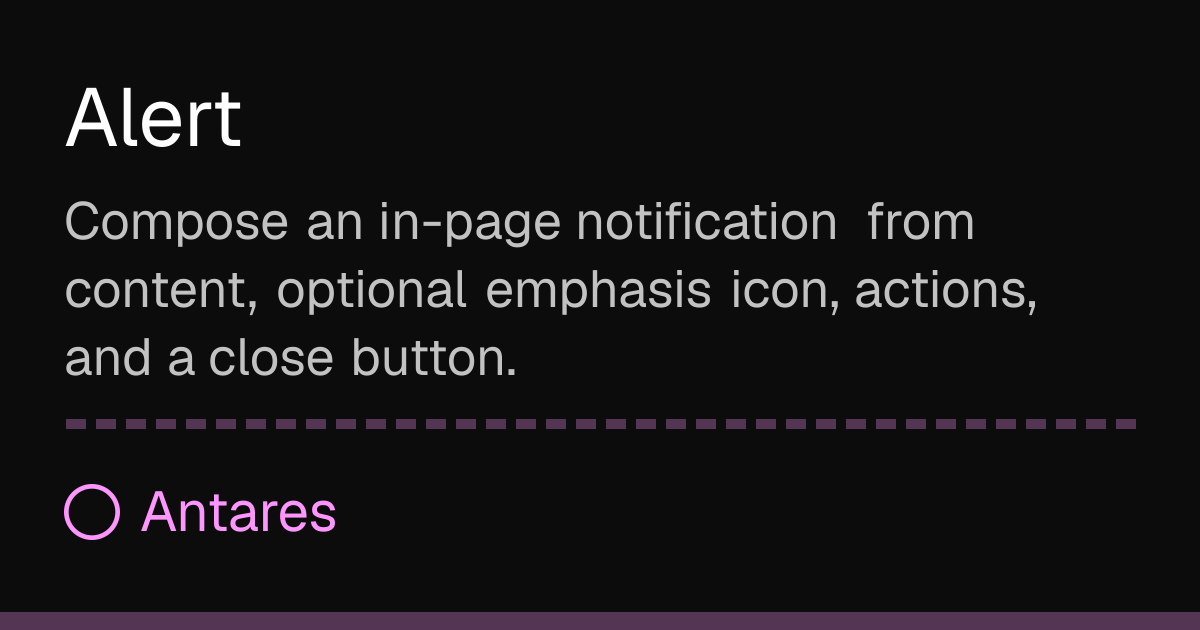 Alert
Compose an in-page notification from
content, optional emphasis icon, actions,
and a close button.
Antares